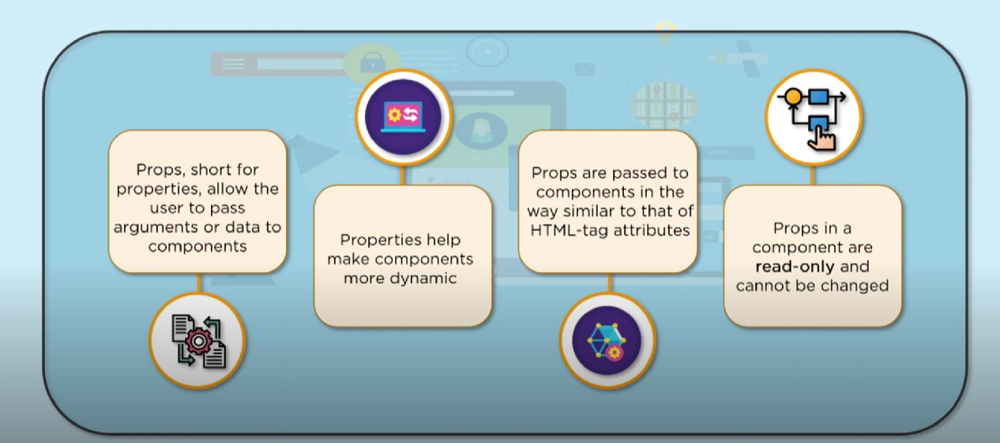 Props, short for
properties, allow the
user to pass
arguments or data to
components
Properties help
make components
more dynamic
Props are passed to
components in the
way similar to that of
HTML-tag attributes
Props in a
component are
read-only and
cannot be changed
Active